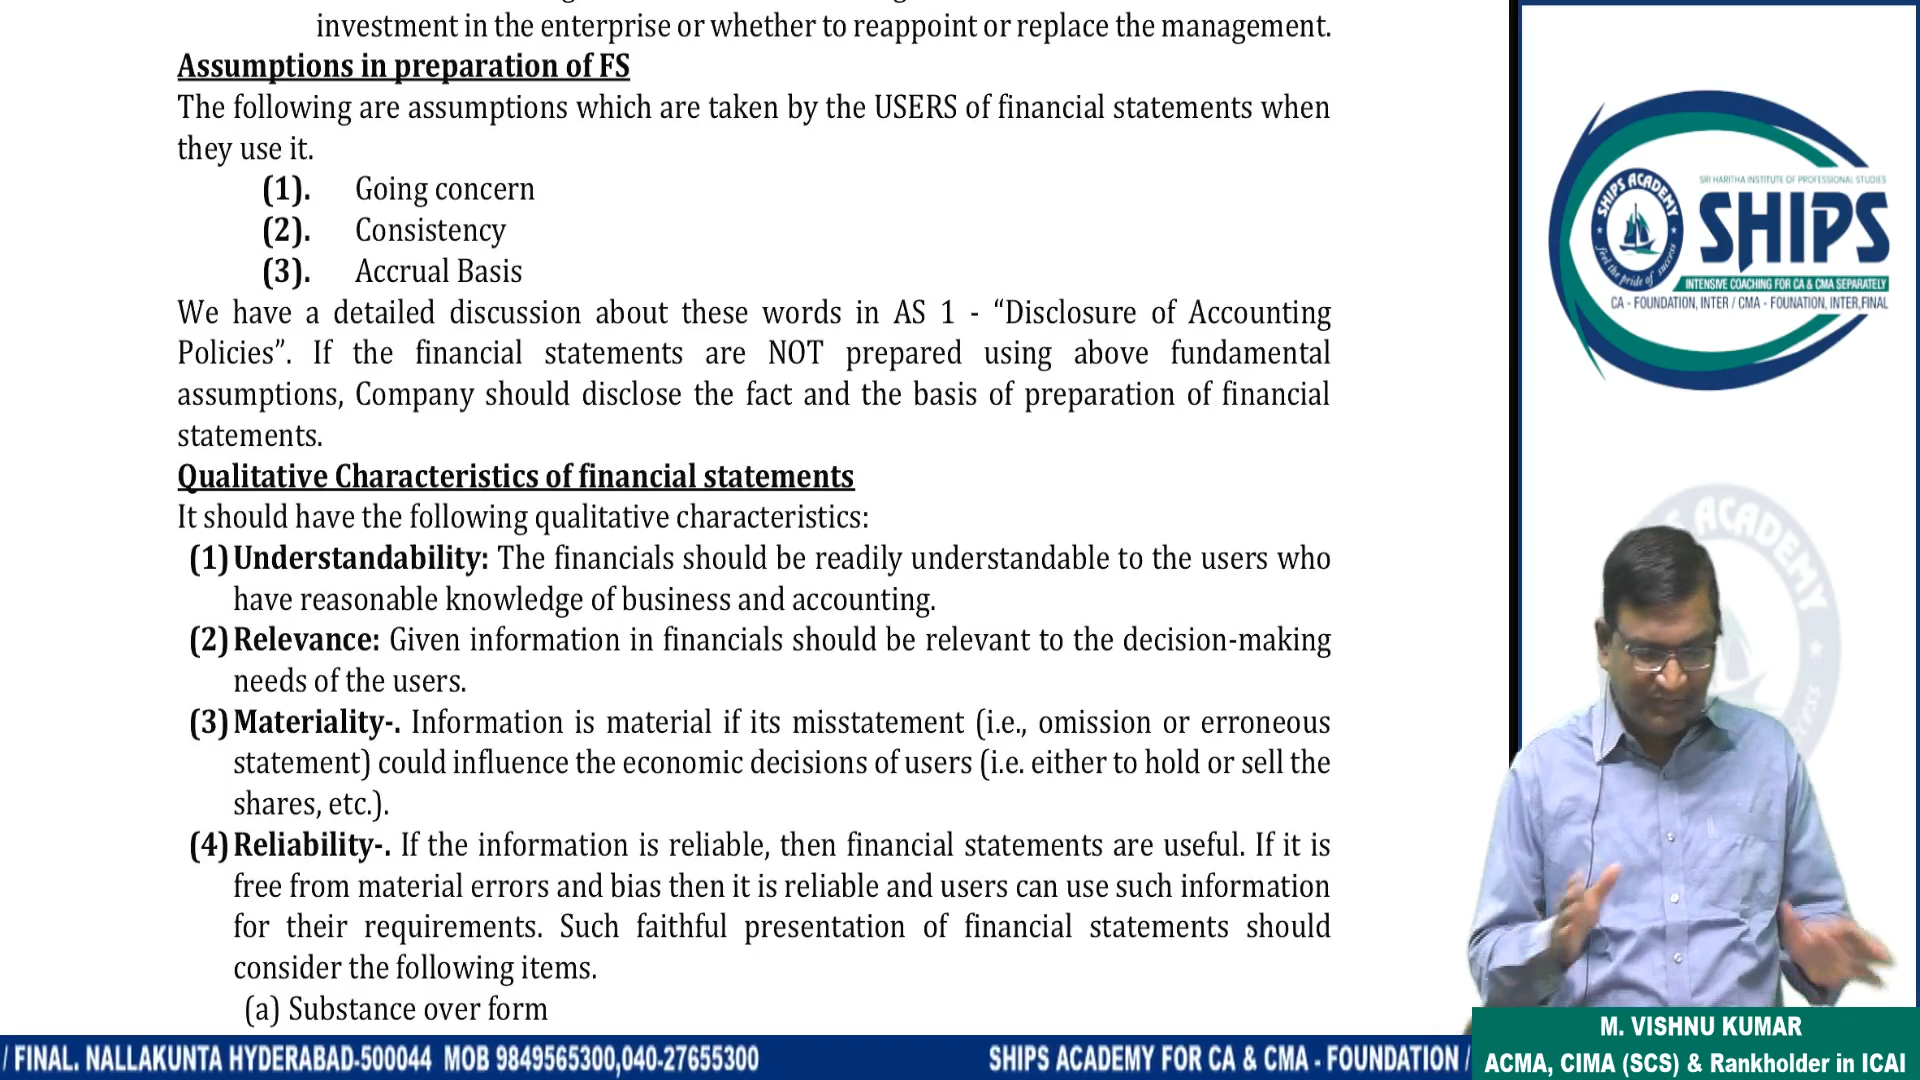 investment in the enterprise or whether to reappoint or replace the management.
Assumptions in preparation of FS
The following are assumptions which are taken by the USERS of financial statements when
they use it.
(1). Going concern
(2). Consistency
(3). Accrual Basis
We have a detailed discussion about these words in AS 1 - “Disclosure of Accounting
Policies”. If the financial statements are NOT prepared using above fundamental
assumptions, Company should disclose the fact and the basis of preparation of financial
statements.
Qualitative Characteristics of financial statements
It should have the following qualitative characteristics:
(1) Understandability: The financials should be readily understandable to the users who
have reasonable knowledge of business and accounting.
(2) Relevance: Given information in financials should be relevant to the decision-making
needs of the users.
(3) Materiality-. Information is material if its misstatement (i.e., omission or erroneous
statement) could influence the economic decisions of users (i.e. either to hold or sell the
shares, etc.).
(4) Reliability-. If the information is reliable, then financial statements are useful. If it is
free from material errors and bias then it is reliable and users can use such information
for their requirements. Such faithful presentation of financial statements should
consider the following items.
(a) Substance over form
SRI HARITHA INSTITUTE OF PROFESSIONAL STUDIES
SHIPS ACADEMY
feel the pride of success
SHIPS
INTENSIVE COACHING FOR CA & CMA SEPARATELY
CA - FOUNDATION, INTER / CMA - FOUNATION, INTER,FINAL
ACADEMY
M. VISHNU KUMAR
ACMA, CIMA (SCS) & Rankholder in ICAI
/ FINAL. NALLAKUNTA HYDERABAD-500044 MOB 9849565300,040-27655300
SHIPS ACADEMY FOR CA & CMA - FOUNDATION /